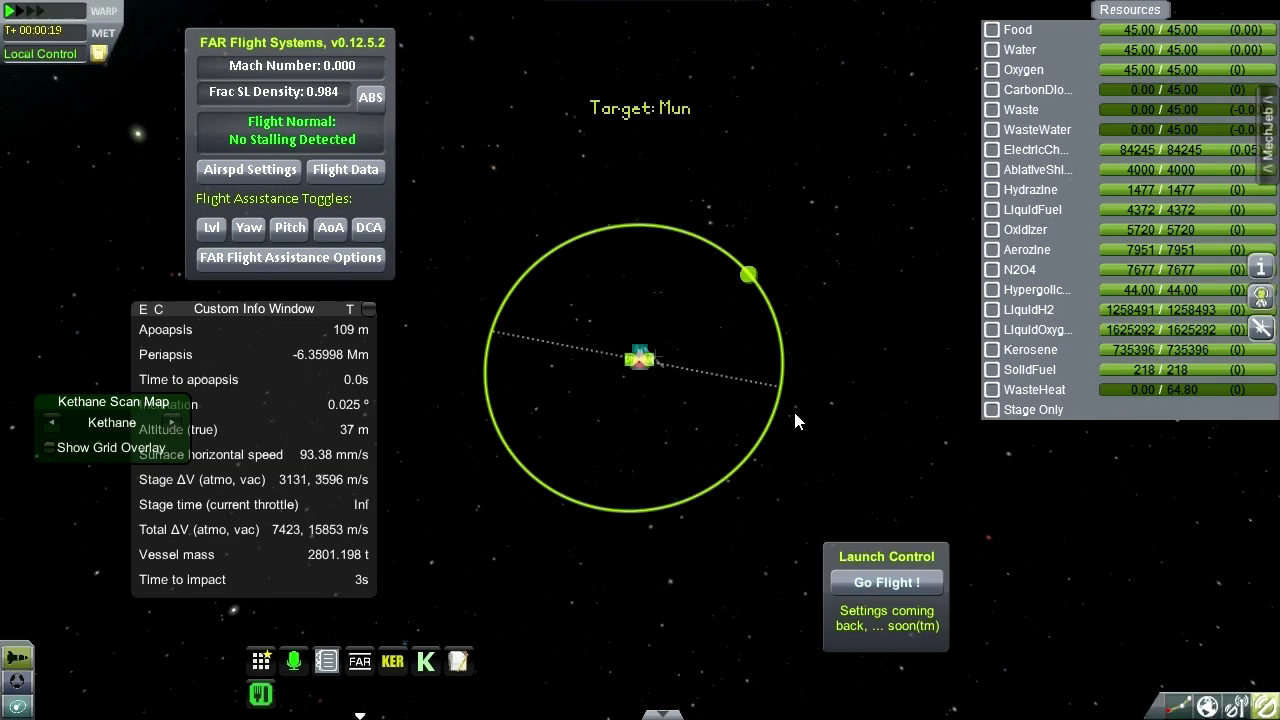 WARP
T+ 00:00:19
MET
Local Control
FAR Flight Systems, v0.12.5.2
Mach Number: 0.000
Frac SL Density: 0.984
ABS
Flight Normal:
No Stalling Detected
Airspd Settings
Flight Data
Flight Assistance Toggles:
Lvl
Yaw
Pitch
AoA
DCA
FAR Flight Assistance Options
Target: Mun
E C Custom Info Window T
Apoapsis 109 m
Periapsis -.35998 Mm
Time to apoapsis 0.0s
0.025 º
Altitude (true) 37 m
Surface horizontal speed 93.38 mm/s
Stage ΔV (atmo, vac) 3131, 3596 m/s
Stage time (current throttle) Inf
Total ΔV (atmo, vac) 7423, 15853 m/s
Vessel mass 2801.198 t
Time to impact 3s
Kethane Scan Map
Kethane
Show Grid Overlay
Resources
Food 45.00 / 45.00 (0.00)
Water 45.00 / 45.00 (0.00)
Oxygen 45.00 / 45.00 (0)
CarbonDio... 0.00 / 45.00 (0)
Waste 0.00 / 45.00
WasteWater 0.00 / 45.00
ElectricCh... 84245 / 84245
AblativeShi... 4000 / 4000 (0)
Hydrazine 1477 / 1477 (0)
LiquidFuel 4372 / 4372 (0)
Oxidizer 5720 / 5720 (0)
Aerozine 7951 / 7951 (0)
N2O4 7677 / 7677 (0)
Hypergolic... 44.00 / 44.00 (0)
LiquidH2 1258491 / 1258493 (0)
LiquidOxyg... 1625292 / 1625292 (0)
Kerosene 735396 / 735396 (0)
SolidFuel 218 / 218 (0)
WasteHeat 0.00 / 64.80 (0)
Stage Only
MechJeb
Launch Control
Go Flight !
Settings coming
back, ... soon(tm)
FAR
KER
K